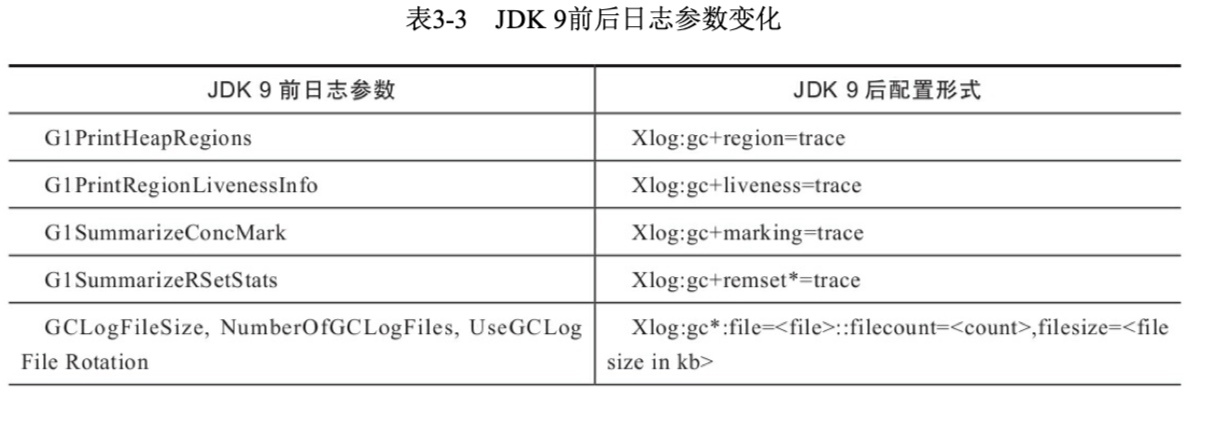 表3-3 JDK 9前后日志参数变化
JDK 9 前日志参数
JDK 9 后配置形式
G1PrintHeapRegions
Xlog:gc+region=trace
G1PrintRegionLivenessInfo
Xlog:gc+liveness=trace
G1SummarizeConcMark
Xlog:gc+marking=trace
G1SummarizeRSetStats
Xlog:gc+remset*=trace
GCLogFileSize, NumberOfGCLogFiles, UseGCLog
File Rotation
Xlog:gc*:file=<file>::filecount=<count>,filesize=<file
size in kb>